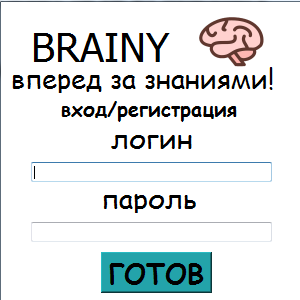 BRAINY
вперед за знаниями!
вход/регистрация
логин
пароль
ГОТОВ